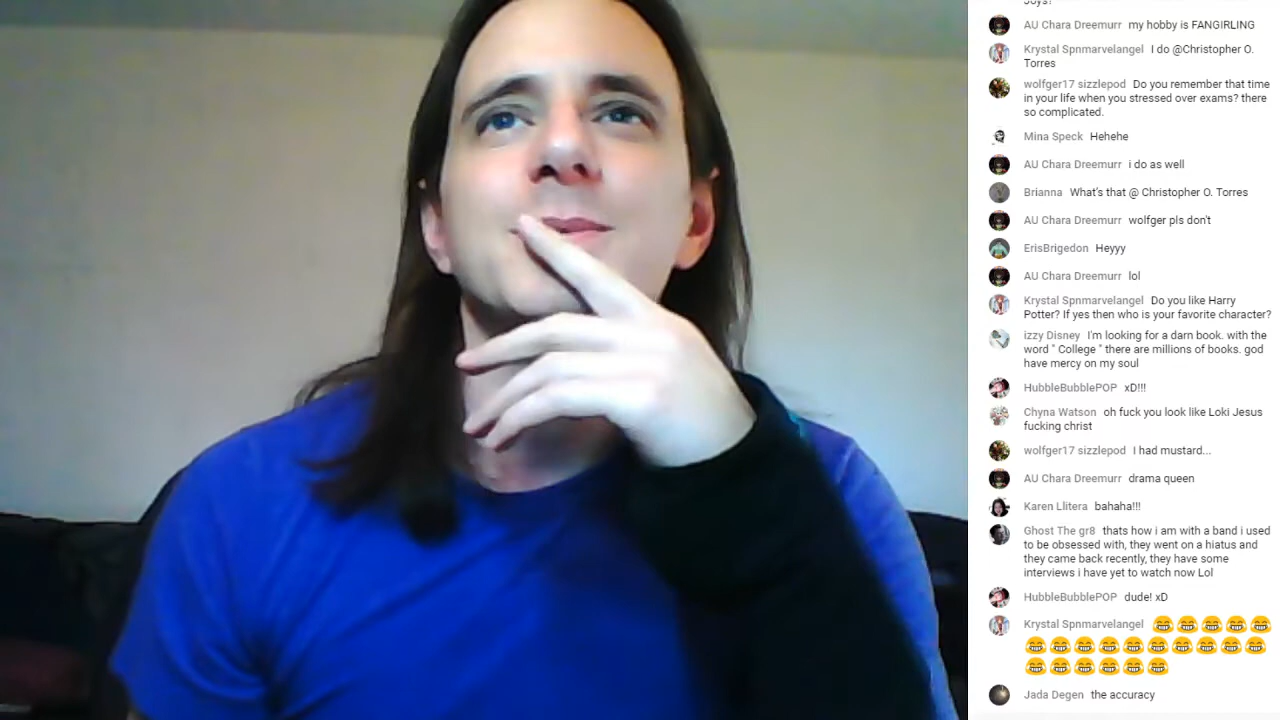 Joys?
AU Chara Dreemurr my hobby is FANGIRLING
Krystal Spnmarvelangel I do @Christopher O.
Torres
wolfger17 sizzlepod Do you remember that time
in your life when you stressed over exams? there
so complicated.
Mina Speck Hehehe
AU Chara Dreemurr i do as well
Brianna What's that @ Christopher O. Torres
AU Chara Dreemurr wolfger pls don't
ErisBrigedon Heyyy
AU Chara Dreemurr lol
Krystal Spnmarvelangel Do you like Harry
Potter? If yes then who is your favorite character?
izzy Disney I'm looking for a darn book. with the
word " College " there are millions of books. god
have mercy on my soul
HubbleBubblePOP xD!!!
Chyna Watson oh fuck you look like Loki Jesus
fucking christ
wolfger17 sizzlepod I had mustard...
AU Chara Dreemurr drama queen
Karen Llitera bahaha!!!
Ghost The gr8 thats how i am with a band i used
to be obsessed with, they went on a hiatus and
they came back recently, they have some
interviews i have yet to watch now Lol
HubbleBubblePOP dude! xD
Krystal Spnmarvelangel 😂😂😂😂😂
😂😂😂😂😂😂😂😂😂😂
😂😂😂😂😂😂
Jada Degen the accuracy